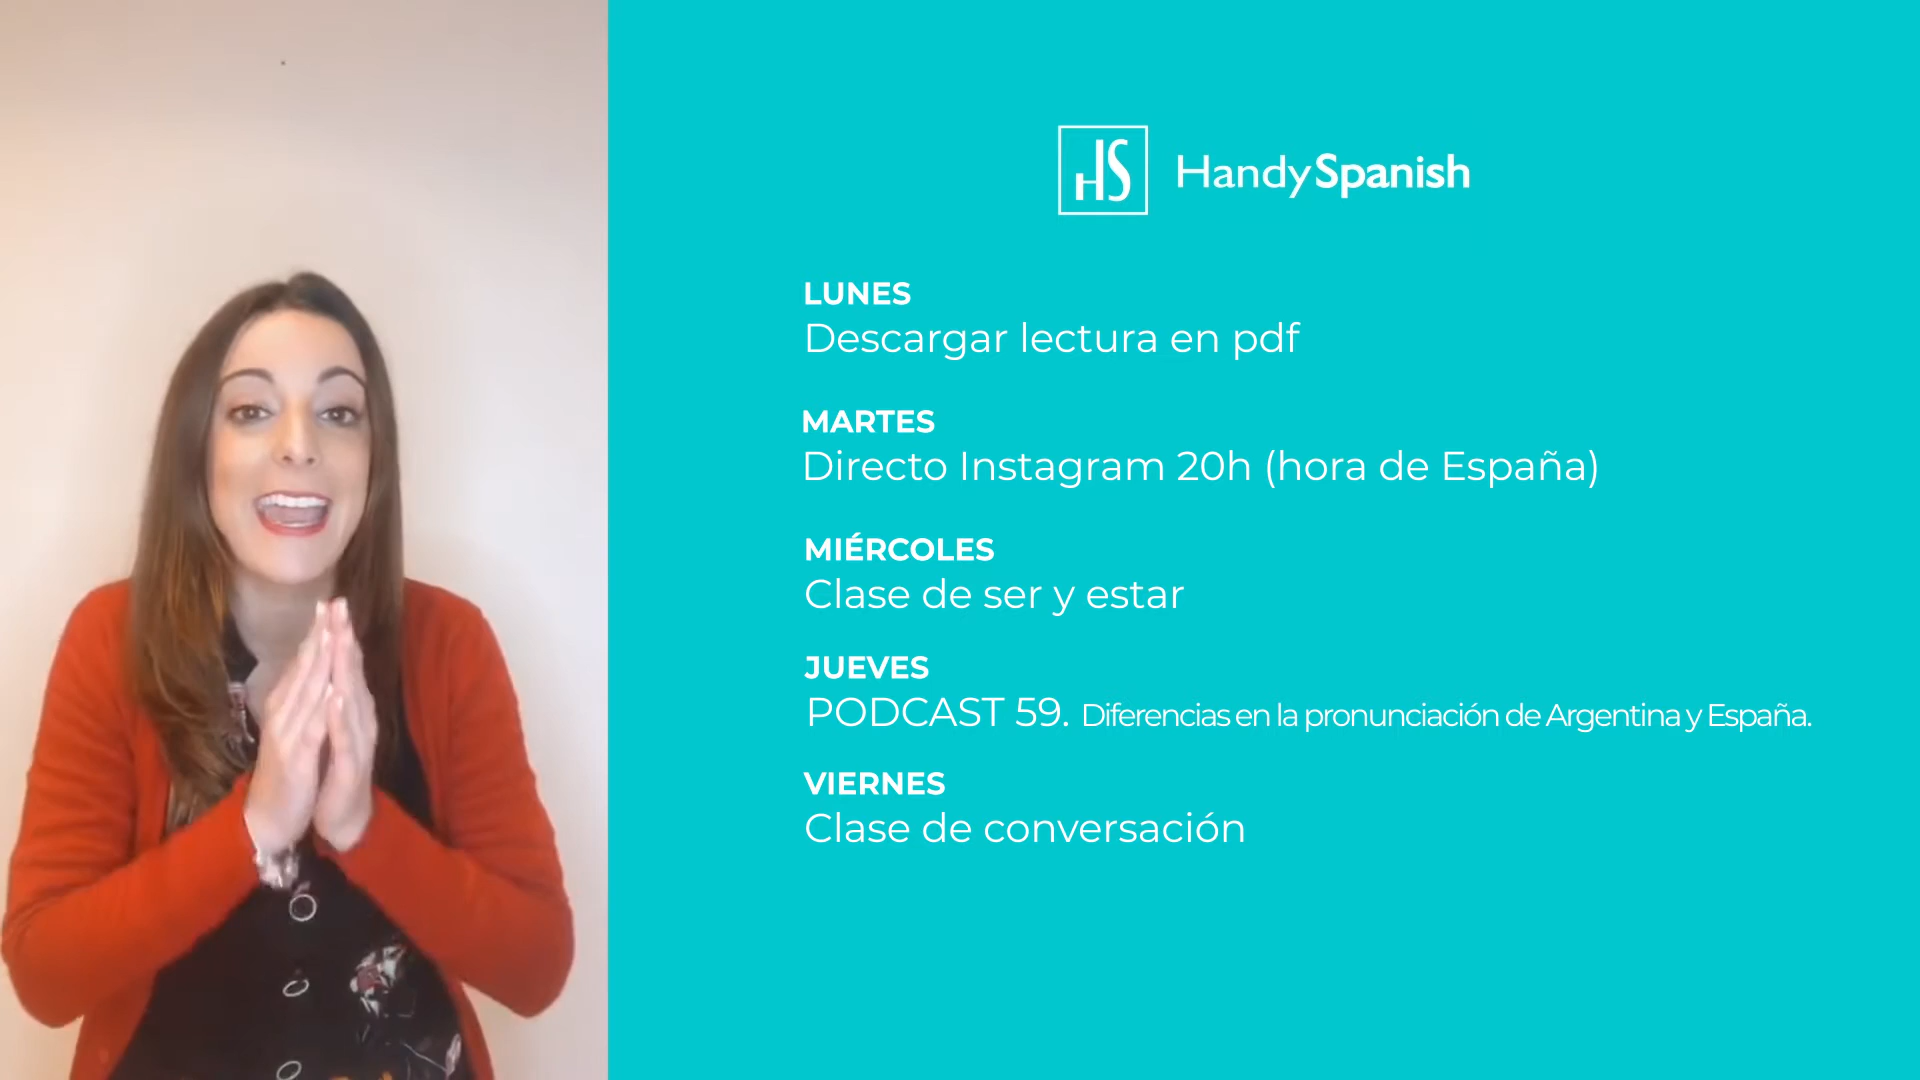 HS HandySpanish
LUNES
Descargar lectura en pdf
MARTES
Directo Instagram 20h (hora de España)
MIÉRCOLES
Clase de ser y estar
JUEVES
PODCAST 59. Diferencias en la pronunciación de Argentina y España.
VIERNES
Clase de conversación